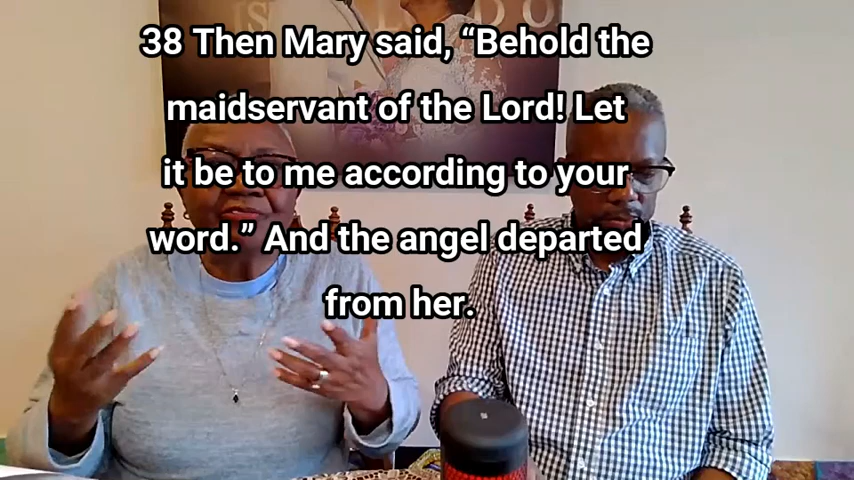 38 Then Mary said, “Behold the
maidservant of the Lord! Let
it be to me according to your
word.” And the angel departed
from her.